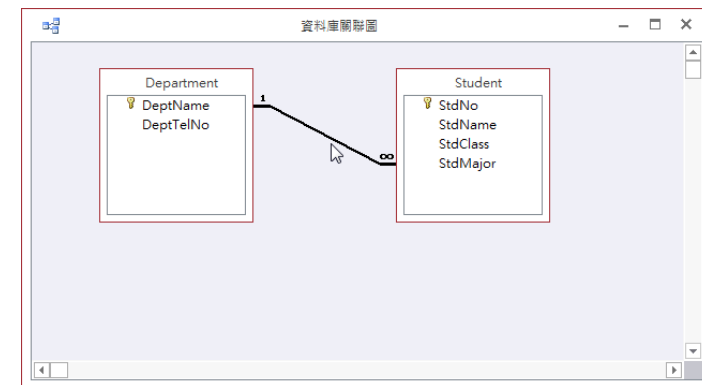 資料庫關聯圖
Department
DeptName
DeptTelNo
1
∞
Student
StdNo
StdName
StdClass
StdMajor